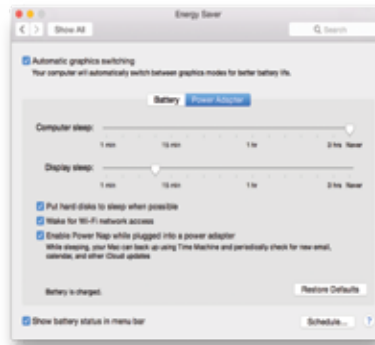 Energy Saver
Show All
Search
Automatic graphics switching
Your computer will automatically switch between graphics modes for better battery life.
Battery Power Adapter
Computer sleep:
1 min 15 min 1 hr 3 hrs Never
Display sleep:
1 min 15 min 1 hr 3 hrs Never
Put hard disks to sleep when possible
Wake for Wi-Fi network access
Enable Power Nap while plugged into a power adapter
While sleeping, your Mac can back up using Time Machine and periodically check for new email,
calendar, and other iCloud updates
Battery is charged.
Restore Defaults
Show battery status in menu bar
Schedule... ?